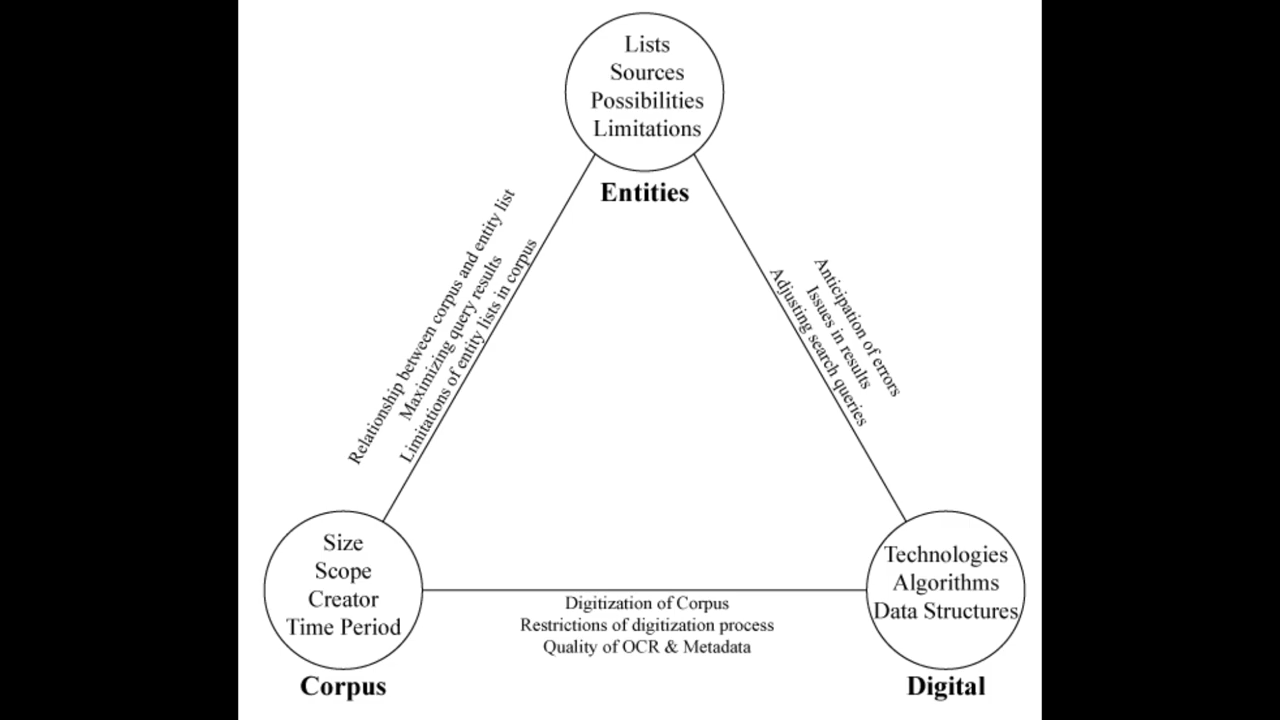 Lists
Sources
Possibilities
Limitations
Entities
Relationship between corpus and entity list
Maximizing query results
Limitations of entity lists in corpus
Anticipation of errors
Issues in results
Adjusting search queries
Size
Scope
Creator
Time Period
Corpus
Digitization of Corpus
Restrictions of digitization process
Quality of OCR & Metadata
Technologies
Algorithms
Data Structures
Digital